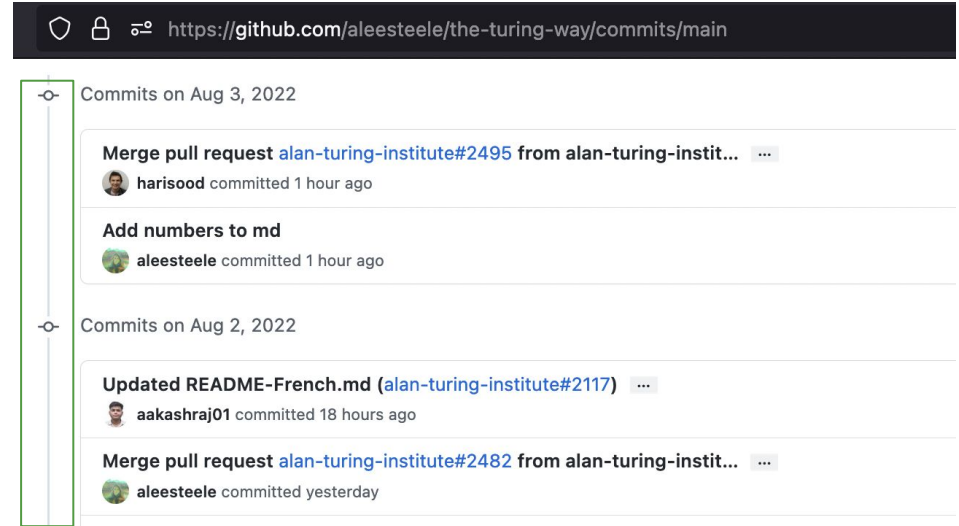 https://github.com/aleesteele/the-turing-way/commits/main
Commits on Aug 3, 2022
Merge pull request alan-turing-institute#2495 from alan-turing-instit... ...
harisood committed 1 hour ago
Add numbers to md
aleesteele committed 1 hour ago
Commits on Aug 2, 2022
Updated README-French.md (alan-turing-institute#2117) ...
aakashraj01 committed 18 hours ago
Merge pull request alan-turing-institute#2482 from alan-turing-instit... ...
aleesteele committed yesterday